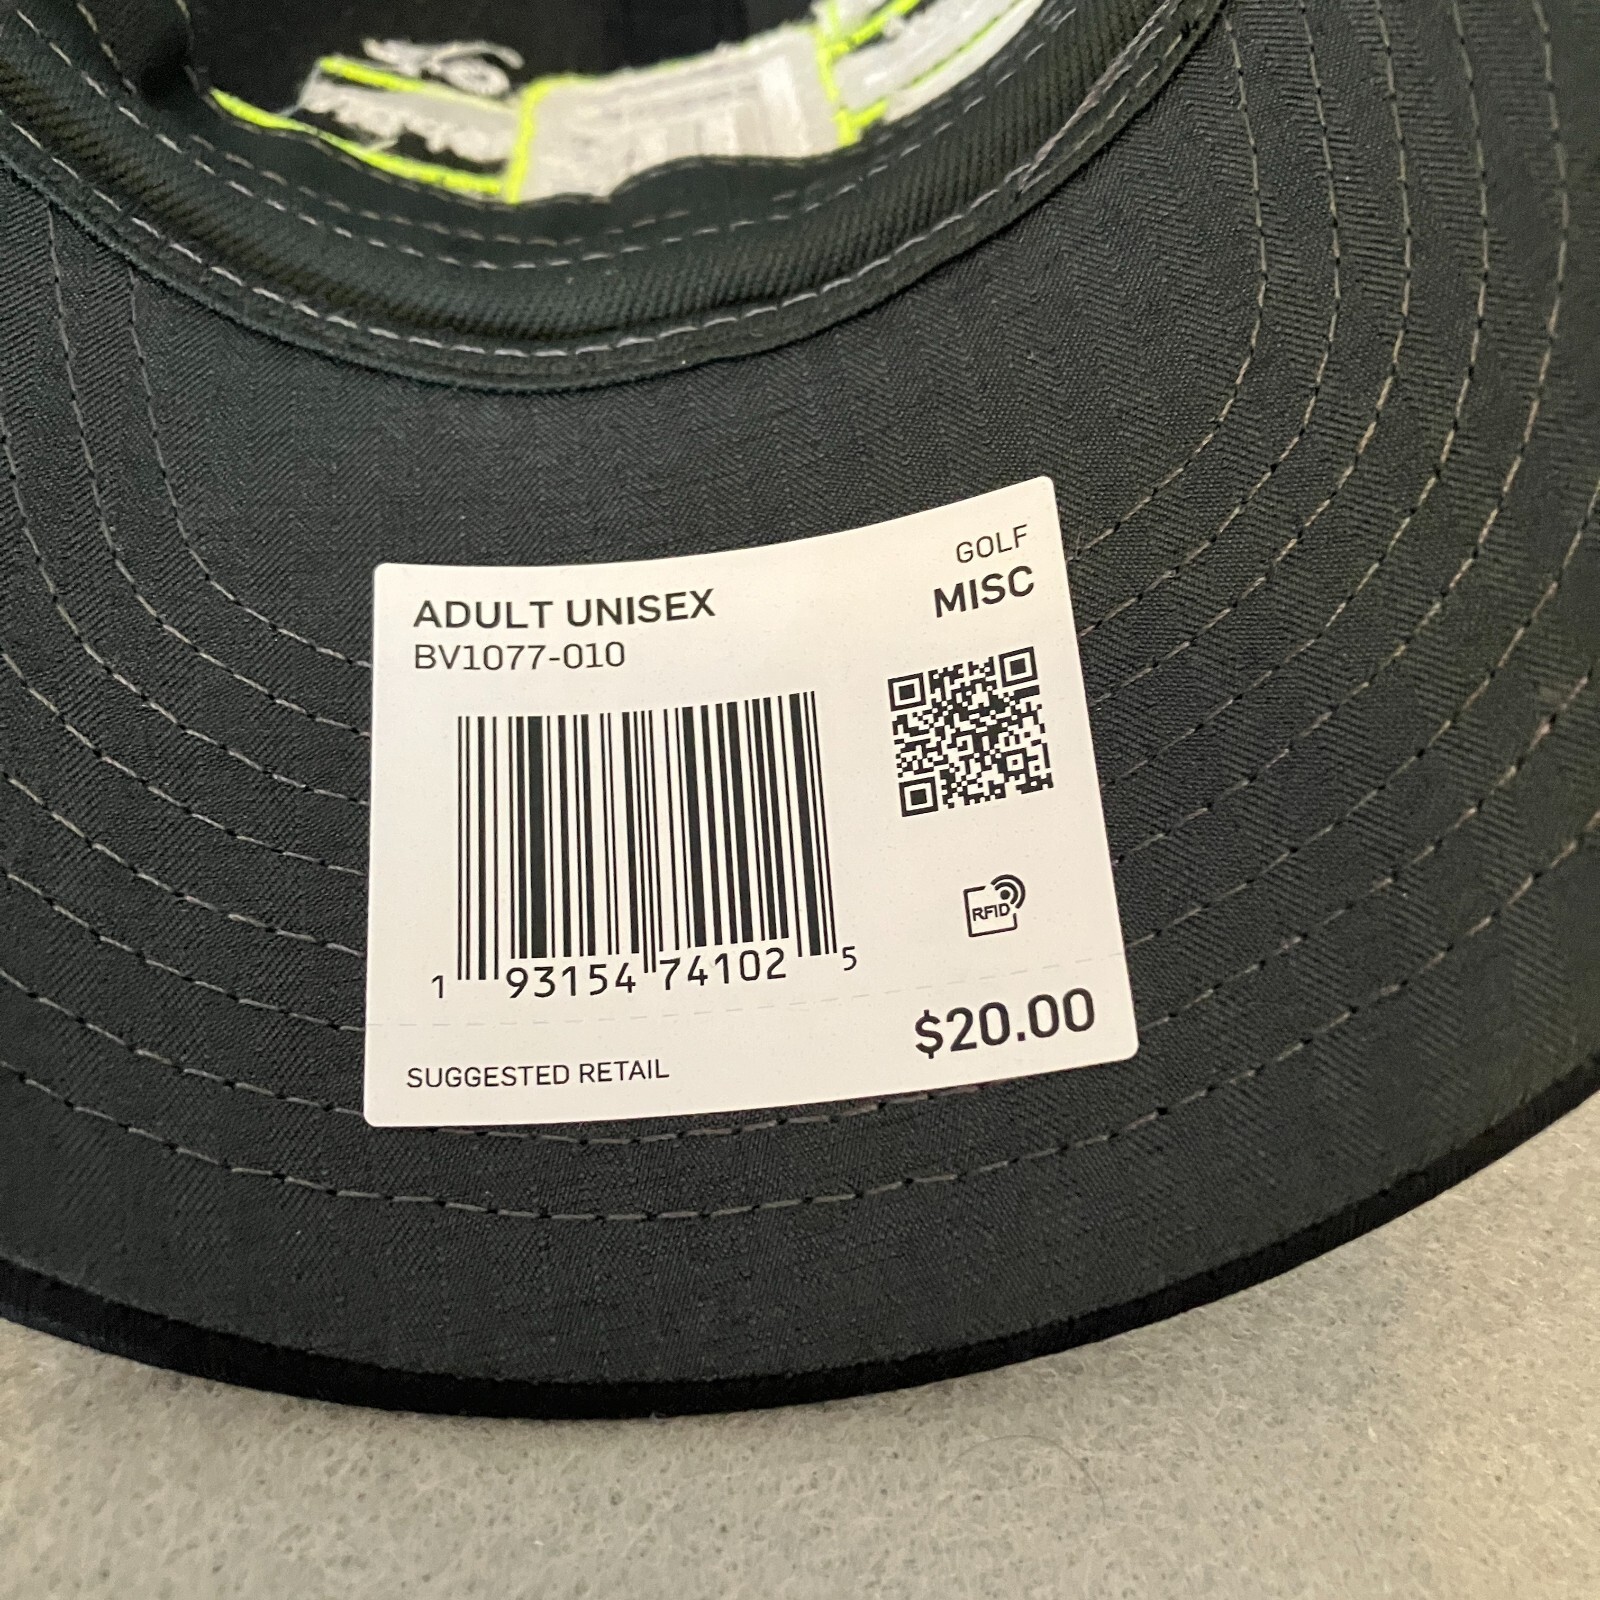 GOLF
ADULT UNISEX
MISC
BV1077-010
RFID
1 93154 74102 5
$20.00
SUGGESTED RETAIL